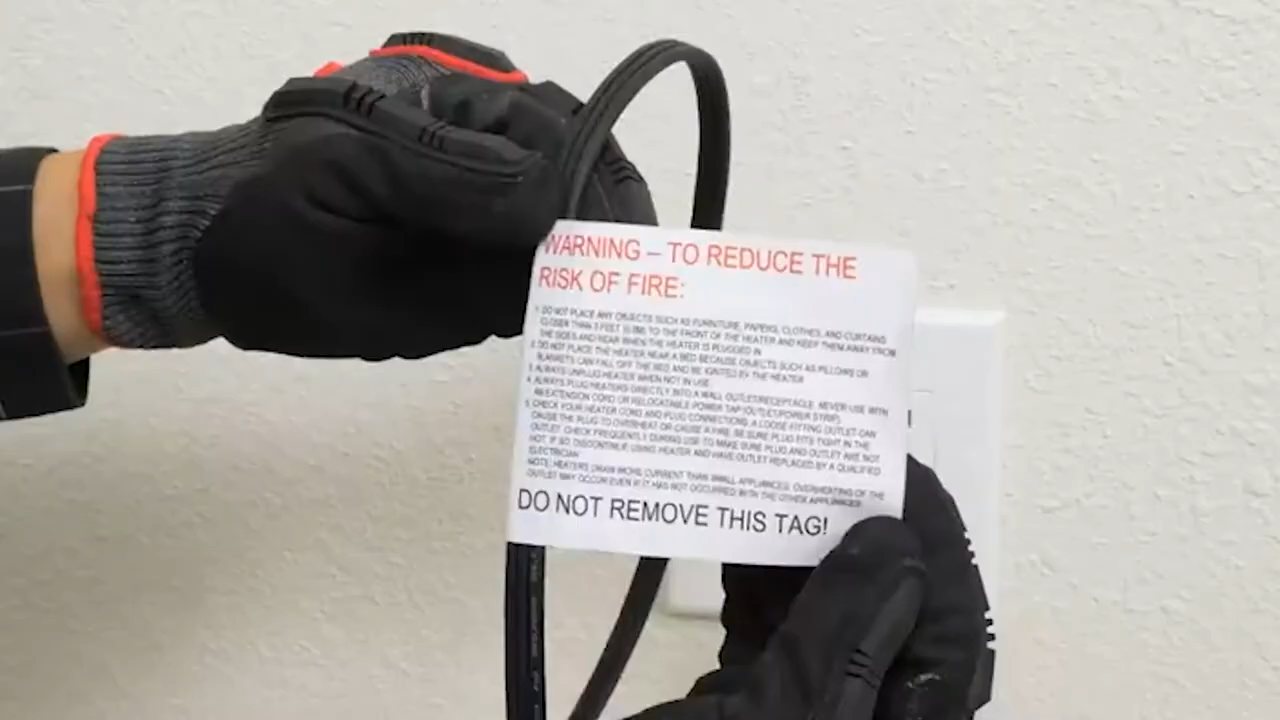 WARNING – TO REDUCE THE
RISK OF FIRE:
1. DO NOT PLACE ANY OBJECTS SUCH AS FURNITURE, PAPERS, CLOTHES, AND CURTAINS
CLOSER THAN 3 FEET (0.9M) TO THE FRONT OF THE HEATER AND KEEP THEM AWAY FROM
THE SIDES AND REAR WHEN THE HEATER IS PLUGGED IN
2. DO NOT PLACE THE HEATER NEAR A BED BECAUSE OBJECTS SUCH AS PILLOWS OR
BLANKETS CAN FALL OFF THE BED AND BE IGNITED BY THE HEATER
3. ALWAYS UNPLUG HEATER WHEN NOT IN USE
4. ALWAYS PLUG HEATERS DIRECTLY INTO A WALL OUTLET/RECEPTACLE. NEVER USE WITH
AN EXTENSION CORD OR RELOCATABLE POWER TAP (OUTLET/POWER STRIP).
5. CHECK YOUR HEATER CORD AND PLUG CONNECTIONS. A LOOSE FITTING OUTLET CAN
CAUSE THE PLUG TO OVERHEAT OR CAUSE A FIRE. BE SURE PLUG FITS TIGHT IN THE
OUTLET. CHECK FREQUENTLY DURING USE TO MAKE SURE PLUG AND OUTLET ARE NOT
HOT. IF SO, DISCONTINUE USING HEATER AND HAVE OUTLET REPLACED BY A QUALIFIED
ELECTRICIAN
NOTE: HEATERS DRAW MORE CURRENT THAN SMALL APPLIANCES, OVERHEATING OF THE
OUTLET MAY OCCUR EVEN IF IT HAS NOT OCCURRED WITH THE OTHER APPLIANCES
DO NOT REMOVE THIS TAG!